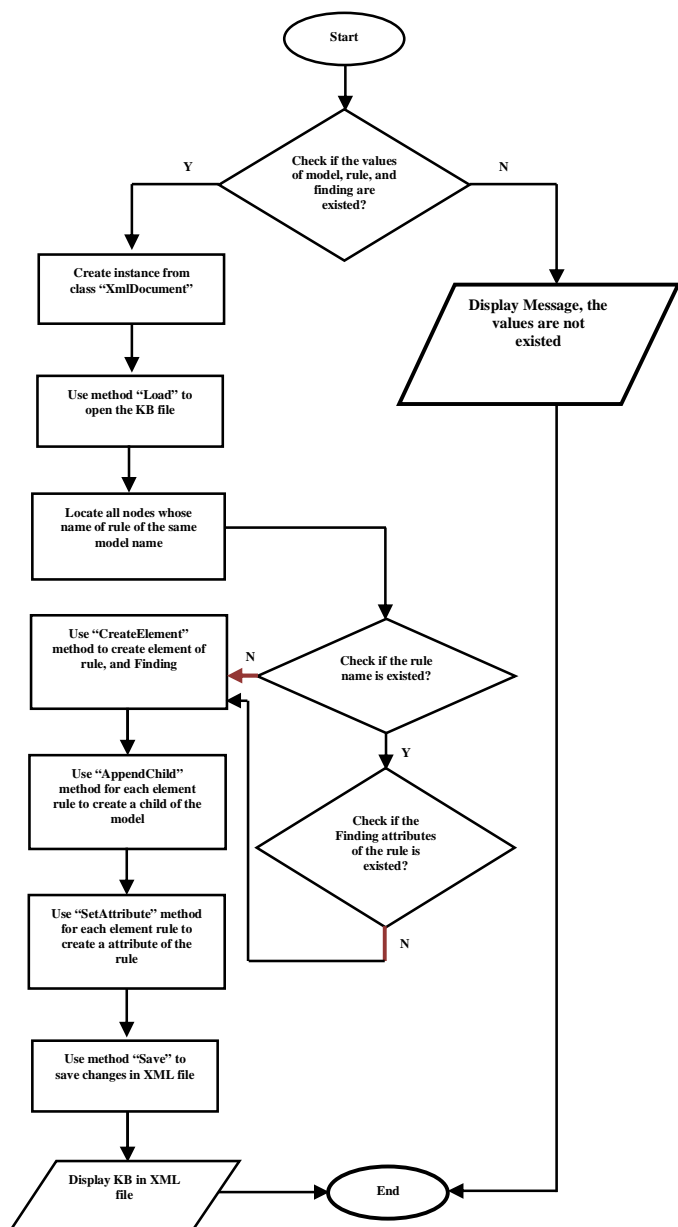 Start
Check if the values
of model, rule, and
finding are
existed?
Y
N
Create instance from
class “XmlDocument”
Display Message, the
values are not
existed
Use method “Load” to
open the KB file
Locate all nodes whose
name of rule of the same
model name
Use “CreateElement”
method to create element of
rule, and Finding
N
Check if the rule
name is existed?
Y
Use “AppendChild”
method for each element
rule to create a child of the
model
Check if the
Finding attributes
of the rule is
existed?
N
Use “SetAttribute” method
for each element rule to
create a attribute of the
rule
Use method “Save” to
save changes in XML file
Display KB in XML
file
End